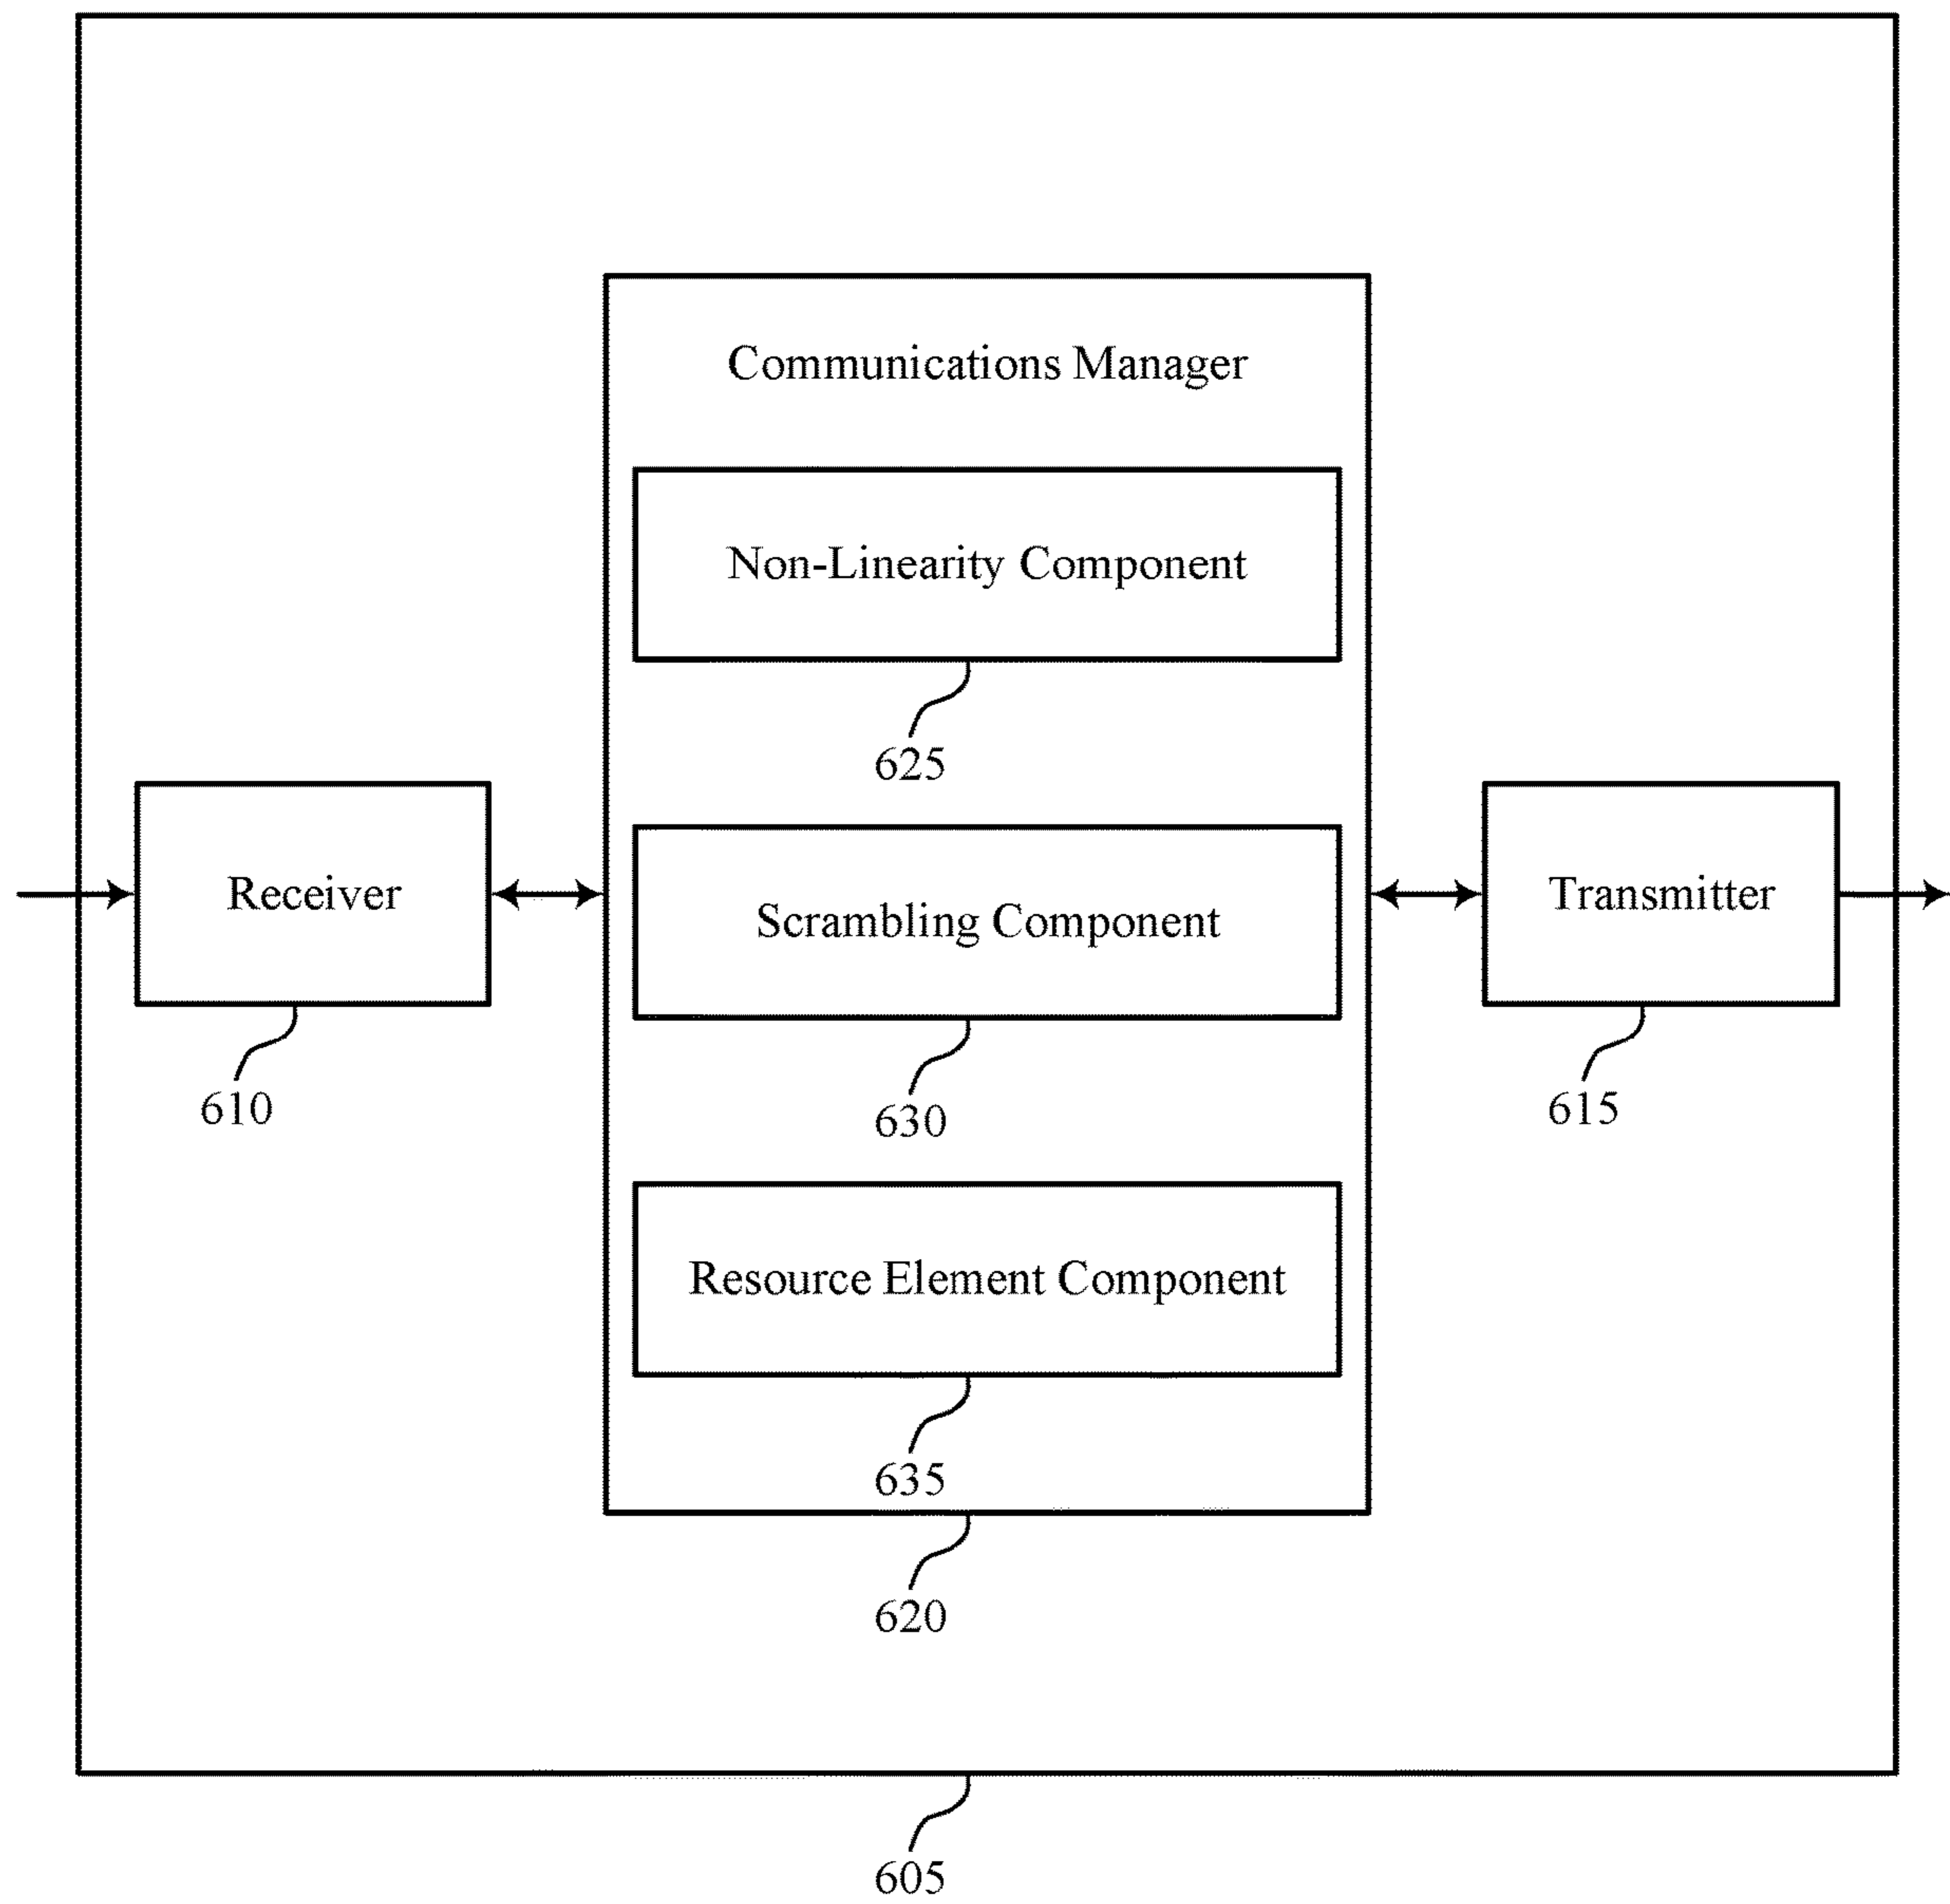 Communications Manager
Non-Linearity Component
625
Receiver
610
Scrambling Component
630
Transmitter
615
Resource Element Component
635
620
605